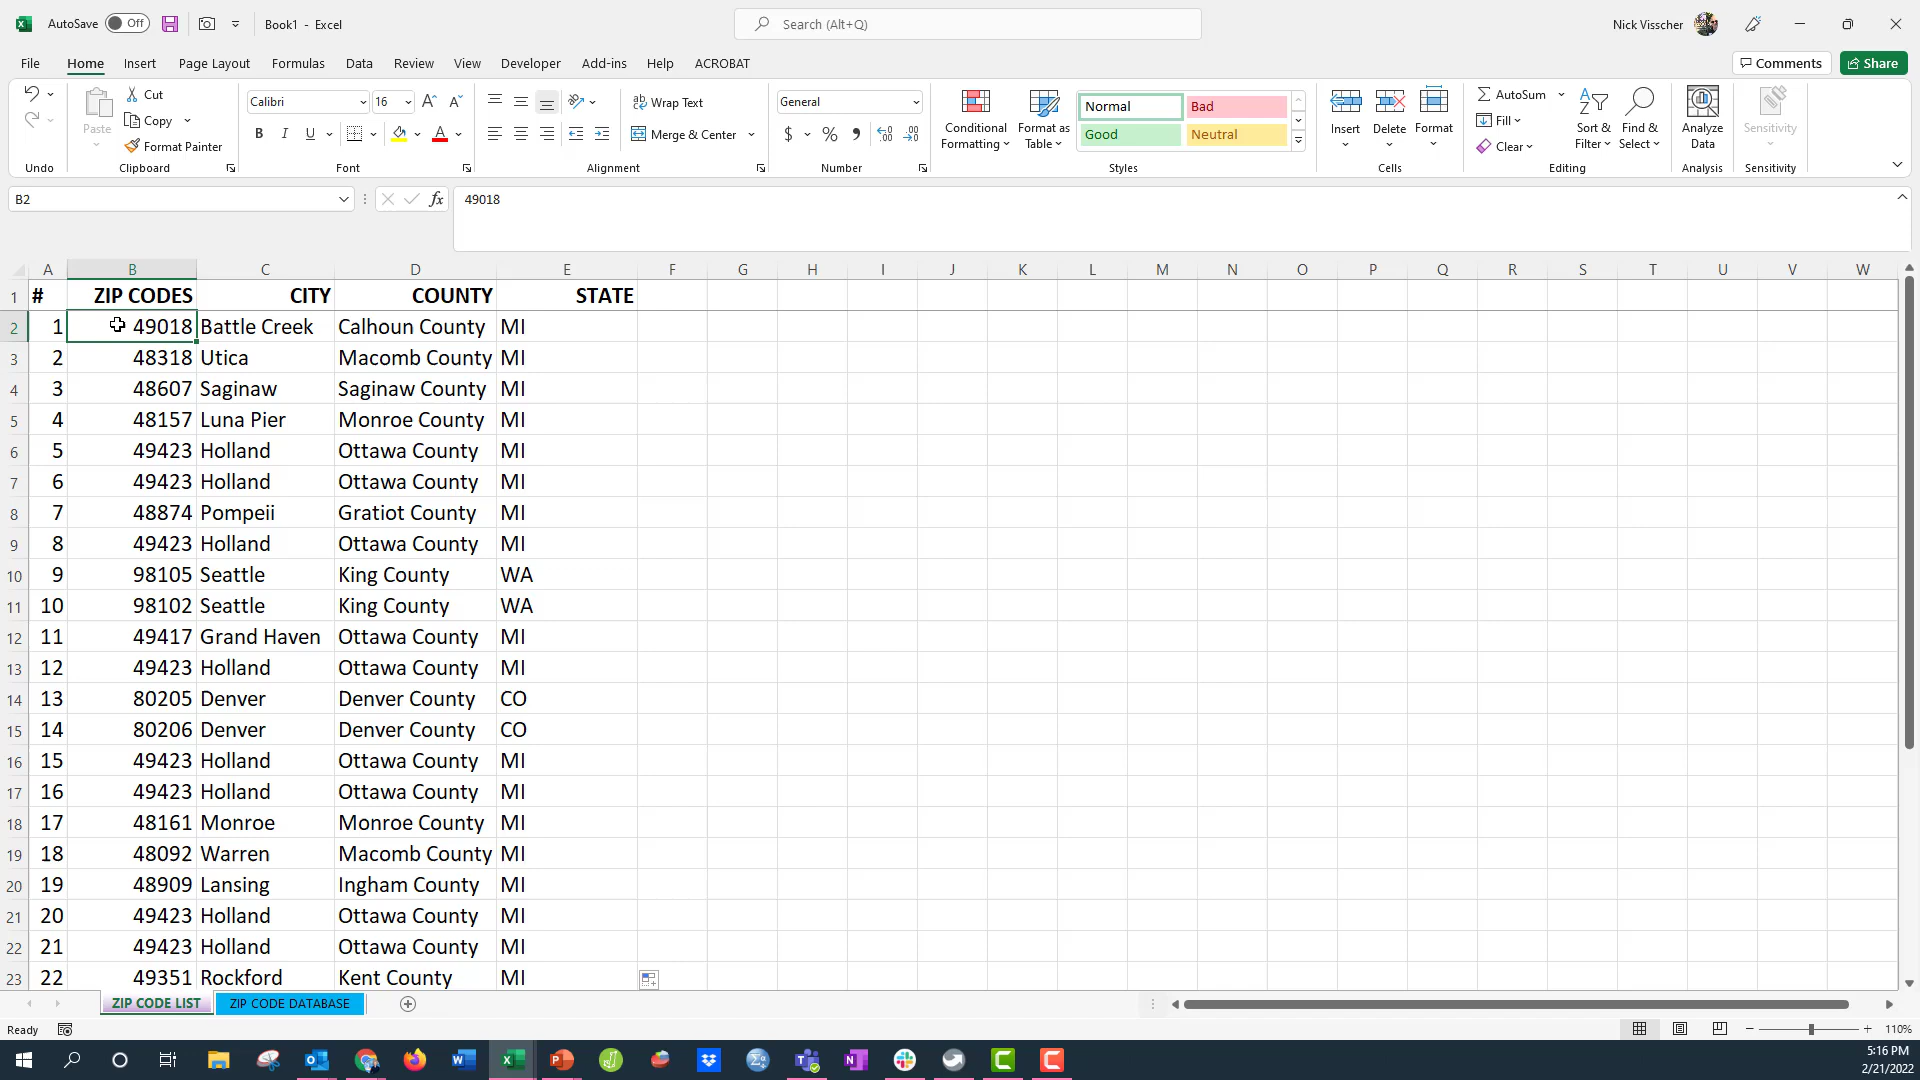 AutoSave Off Book1 - Excel Search (Alt+Q) Nick Visscher
File Home Insert Page Layout Formulas Data Review View Developer Add-ins Help ACROBAT Comments Share
Cut
Copy
Format Painter
Paste
Undo Clipboard
Calibri 16
B I U A
Font
Wrap Text
Merge & Center
Alignment
General
$ % 9
Number
Conditional Formatting
Format as Table
Normal Bad
Good Neutral
Styles
Insert Delete Format
Cells
AutoSum
Fill
Clear
Sort & Filter
Find & Select
Editing
Analyze Data
Analysis
Sensitivity
Sensitivity
B2 fx 49018
A B C D E F G H I J K L M N O P Q R S T U V W
1 # ZIP CODES CITY COUNTY STATE
2 1 49018 Battle Creek Calhoun County MI
3 2 48318 Utica Macomb County MI
4 3 48607 Saginaw Saginaw County MI
5 4 48157 Luna Pier Monroe County MI
6 5 49423 Holland Ottawa County MI
7 6 49423 Holland Ottawa County MI
8 7 48874 Pompeii Gratiot County MI
9 8 49423 Holland Ottawa County MI
10 9 98105 Seattle King County WA
11 10 98102 Seattle King County WA
12 11 49417 Grand Haven Ottawa County MI
13 12 49423 Holland Ottawa County MI
14 13 80205 Denver Denver County CO
15 14 80206 Denver Denver County CO
16 15 49423 Holland Ottawa County MI
17 16 49423 Holland Ottawa County MI
18 17 48161 Monroe Monroe County MI
19 18 48092 Warren Macomb County MI
20 19 48909 Lansing Ingham County MI
21 20 49423 Holland Ottawa County MI
22 21 49423 Holland Ottawa County MI
23 22 49351 Rockford Kent County MI
ZIP CODE LIST ZIP CODE DATABASE
Ready 110%
5:16 PM
2/21/2022